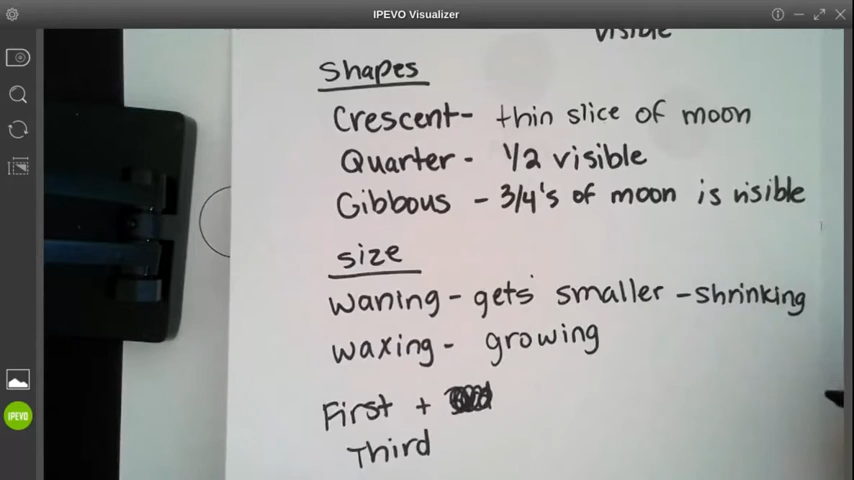 IPEVO Visualizer
visible
Shapes
Crescent- thin slice of moon
Quarter - 1/2 visible
Gibbous - 3/4's of moon is visible
size
waning - gets smaller - shrinking
waxing - growing
First +
Third
IPEVO